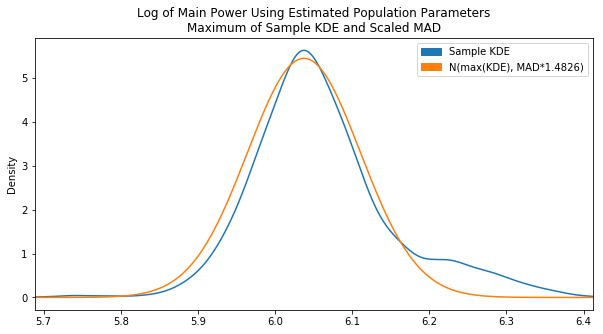 Log of Main Power Using Estimated Population Parameters
Maximum of Sample KDE and Scaled MAD
Sample KDE
N(max(KDE), MAD*1.4826)
Density
5
4
3
2
1
0
5.7 5.8 5.9 6.0 6.1 6.2 6.3 6.4